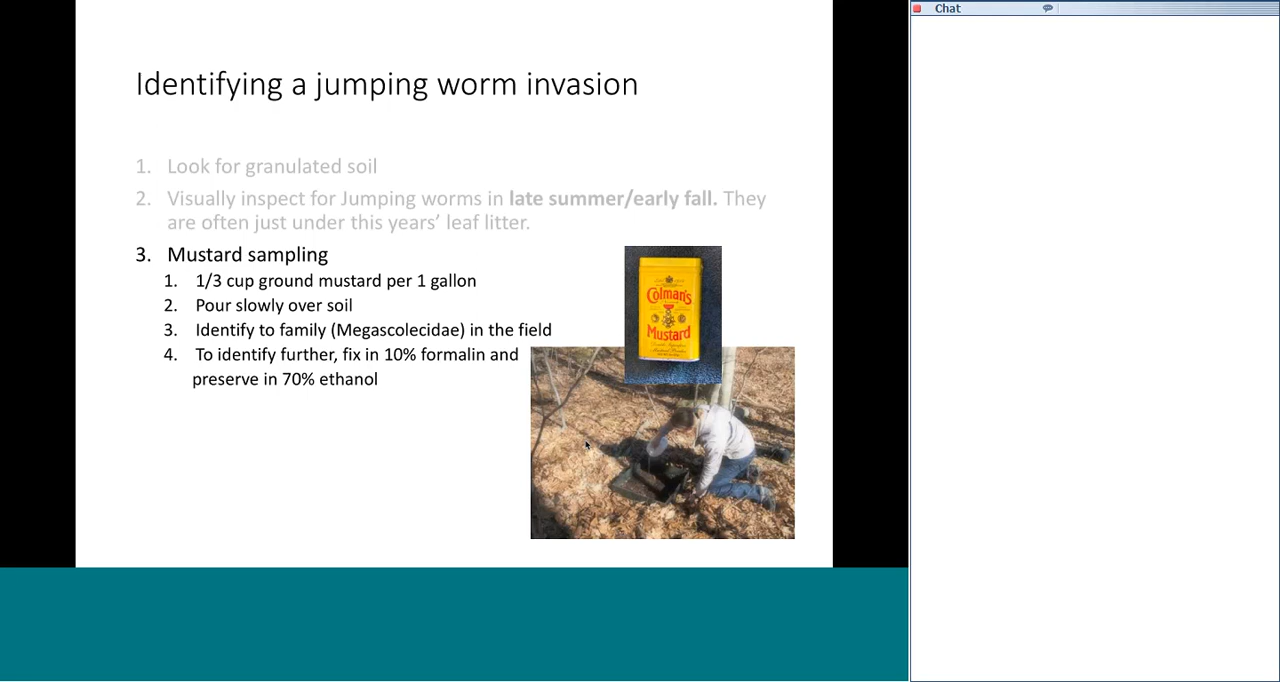 Chat
Identifying a jumping worm invasion
1. Look for granulated soil
2. Visually inspect for Jumping worms in late summer/early fall. They
are often just under this years’ leaf litter.
3. Mustard sampling
1. 1/3 cup ground mustard per 1 gallon
2. Pour slowly over soil
3. Identify to family (Megascolecidae) in the field
4. To identify further, fix in 10% formalin and
preserve in 70% ethanol
Colman's
Mustard